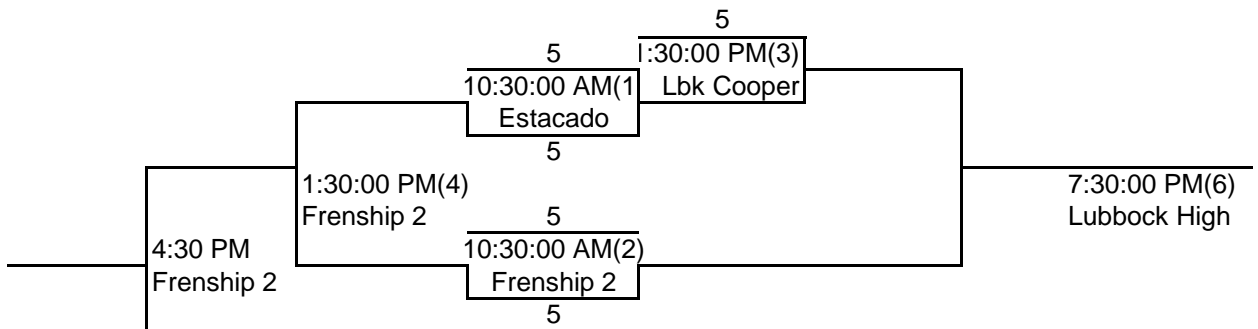 5
5
1:30:00 PM(3)
10:30:00 AM(1
Lbk Cooper
Estacado
5
1:30:00 PM(4)
7:30:00 PM(6)
Frenship 2
5
Lubbock High
4:30 PM
10:30:00 AM(2)
Frenship 2
Frenship 2
5